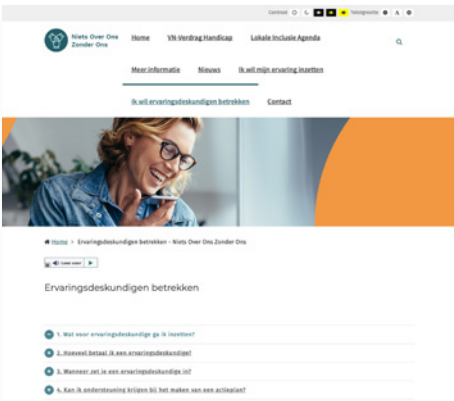 Contrast
Tekstgrootte A
Niets Over Ons
Zonder Ons
Home VN-Verdrag Handicap Lokale Inclusie Agenda
Meer informatie Nieuws Ik wil mijn ervaring inzetten
Ik wil ervaringsdeskundigen betrekken Contact
Home > Ervaringsdeskundigen betrekken - Niets Over Ons Zonder Ons
Lees voor
Ervaringsdeskundigen betrekken
1. Wat voor ervaringsdeskundige ga ik inzetten?
2. Hoeveel betaal ik een ervaringsdeskundige?
3. Wanneer zet je een ervaringsdeskundige in?
4. Kan ik ondersteuning krijgen bij het maken van een actieplan?